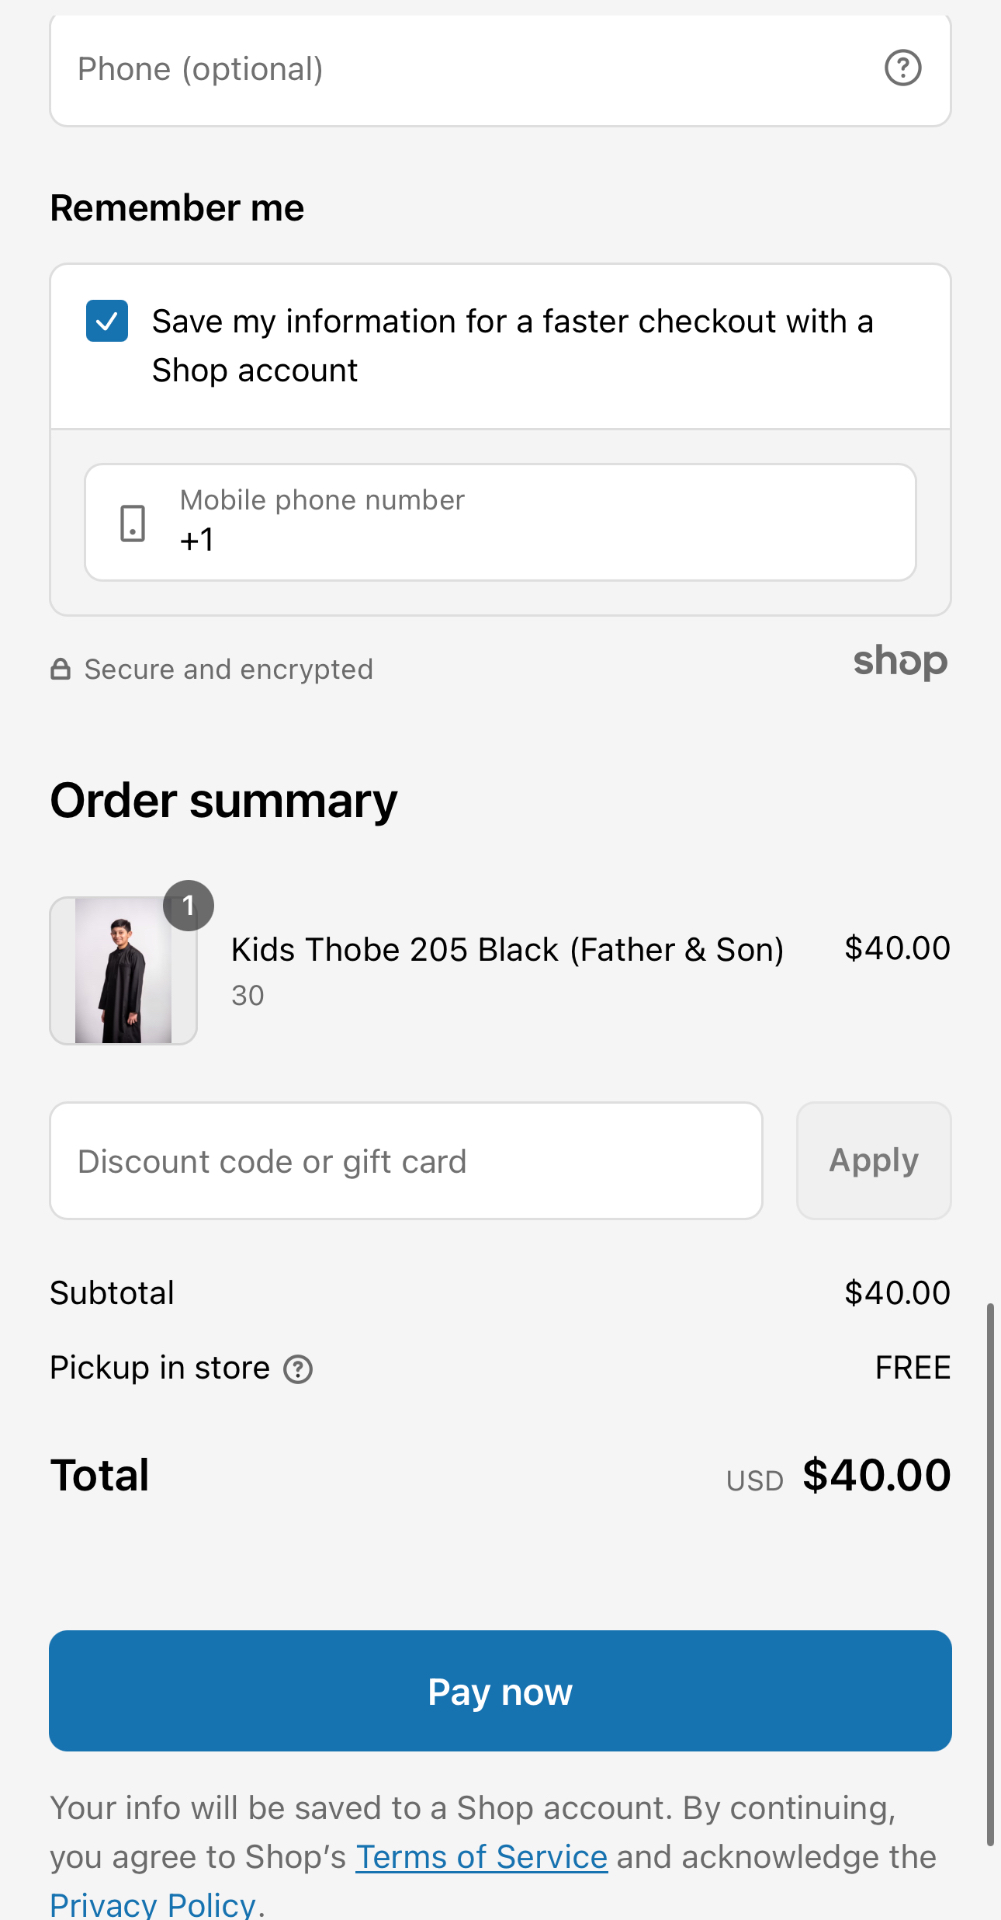 Phone (optional)
Remember me
Save my information for a faster checkout with a
Shop account
Mobile phone number
+1
Secure and encrypted
shop
Order summary
1
Kids Thobe 205 Black (Father & Son)
$40.00
30
Discount code or gift card
Apply
Subtotal
$40.00
Pickup in store
FREE
Total
USD $40.00
Pay now
Your info will be saved to a Shop account. By continuing,
you agree to Shop’s Terms of Service and acknowledge the
Privacy Policy.